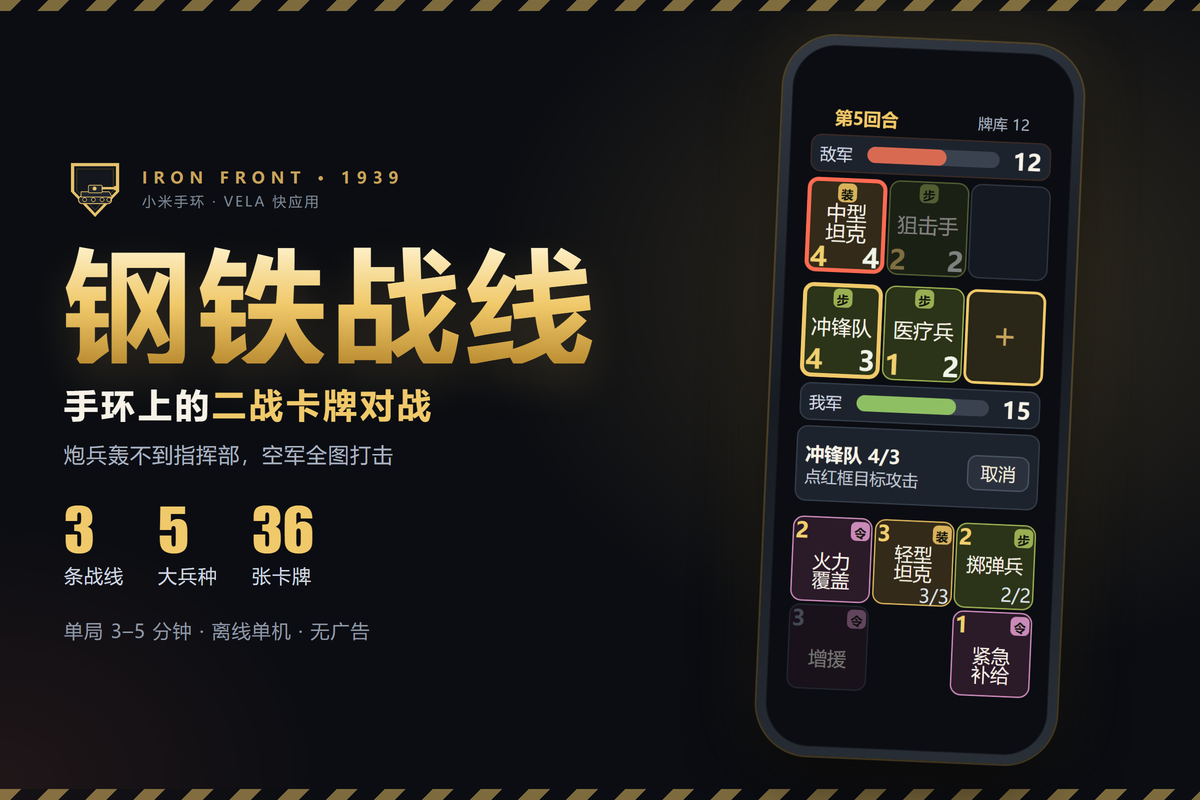 IRON FRONT • 1939
小米手环 · VELA 快应用
钢铁战线
手环上的二战卡牌对战
炮兵轰不到指挥部，空军全图打击
3 5 36
条战线 大兵种 张卡牌
单局 3–5 分钟 · 离线单机 · 无广告
第5回合 牌库 12
敌军 12
装
中型
坦克
4 4
步
狙击手
2 2
步
冲锋队
4 3
步
医疗兵
1 2
+
我军 15
冲锋队 4/3
点红框目标攻击
取消
2 令
火力
覆盖
3 装
轻型
坦克
3/3
2 步
掷弹兵
2/2
3 令
增援
1 令
紧急
补给